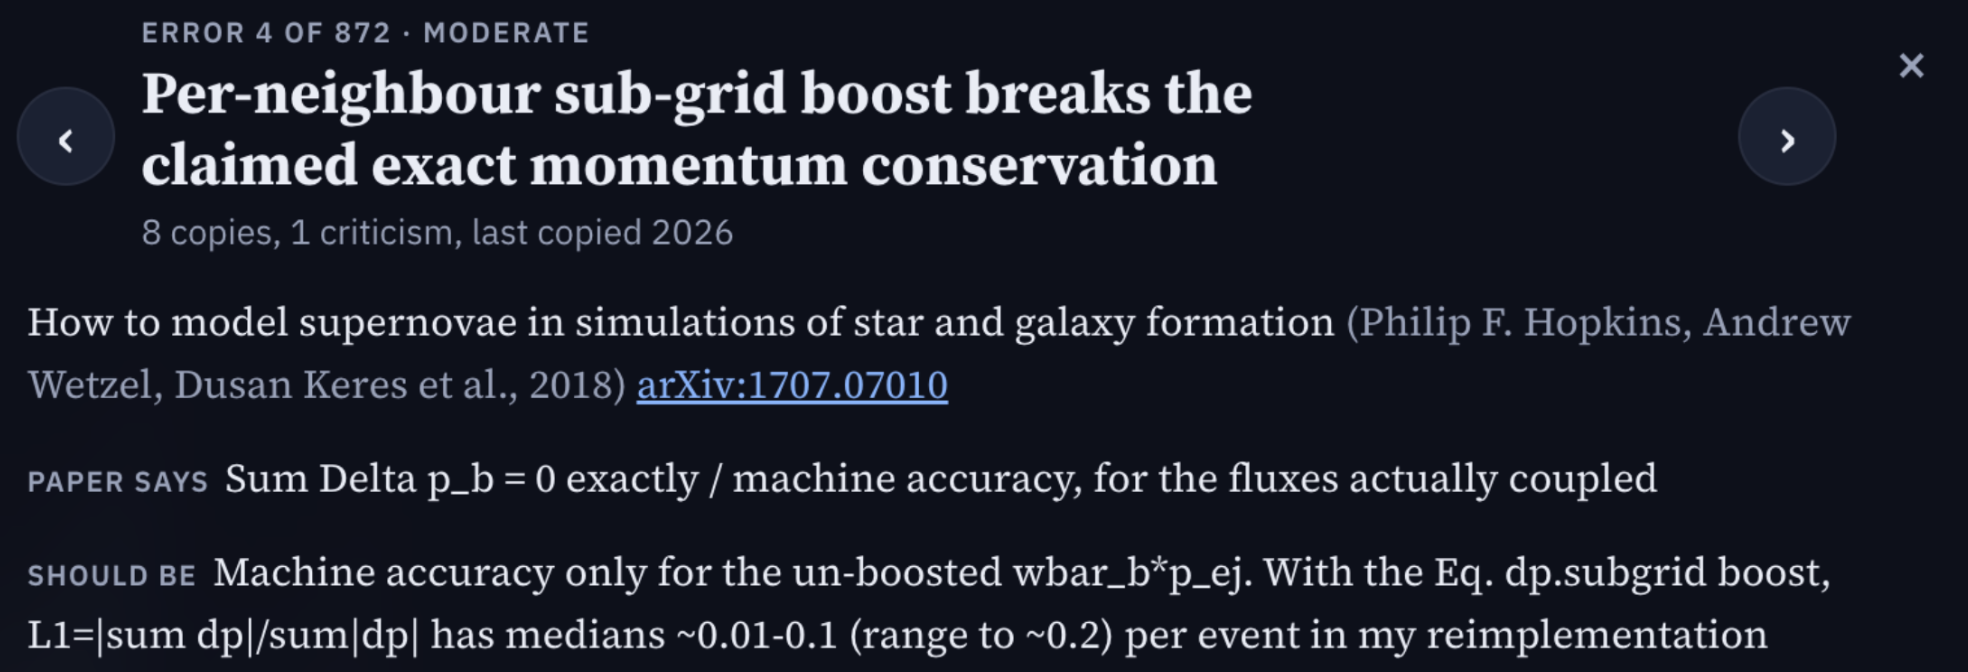 ERROR 4 OF 872 · MODERATE
Per-neighbour sub-grid boost breaks the
claimed exact momentum conservation
8 copies, 1 criticism, last copied 2026
How to model supernovae in simulations of star and galaxy formation (Philip F. Hopkins, Andrew
Wetzel, Dusan Keres et al., 2018) arXiv:1707.07010
PAPER SAYS Sum Delta p_b = 0 exactly / machine accuracy, for the fluxes actually coupled
SHOULD BE Machine accuracy only for the un-boosted wbar_b*p_ej. With the Eq. dp.subgrid boost,
L1=|sum dp|/sum|dp| has medians ~0.01-0.1 (range to ~0.2) per event in my reimplementation